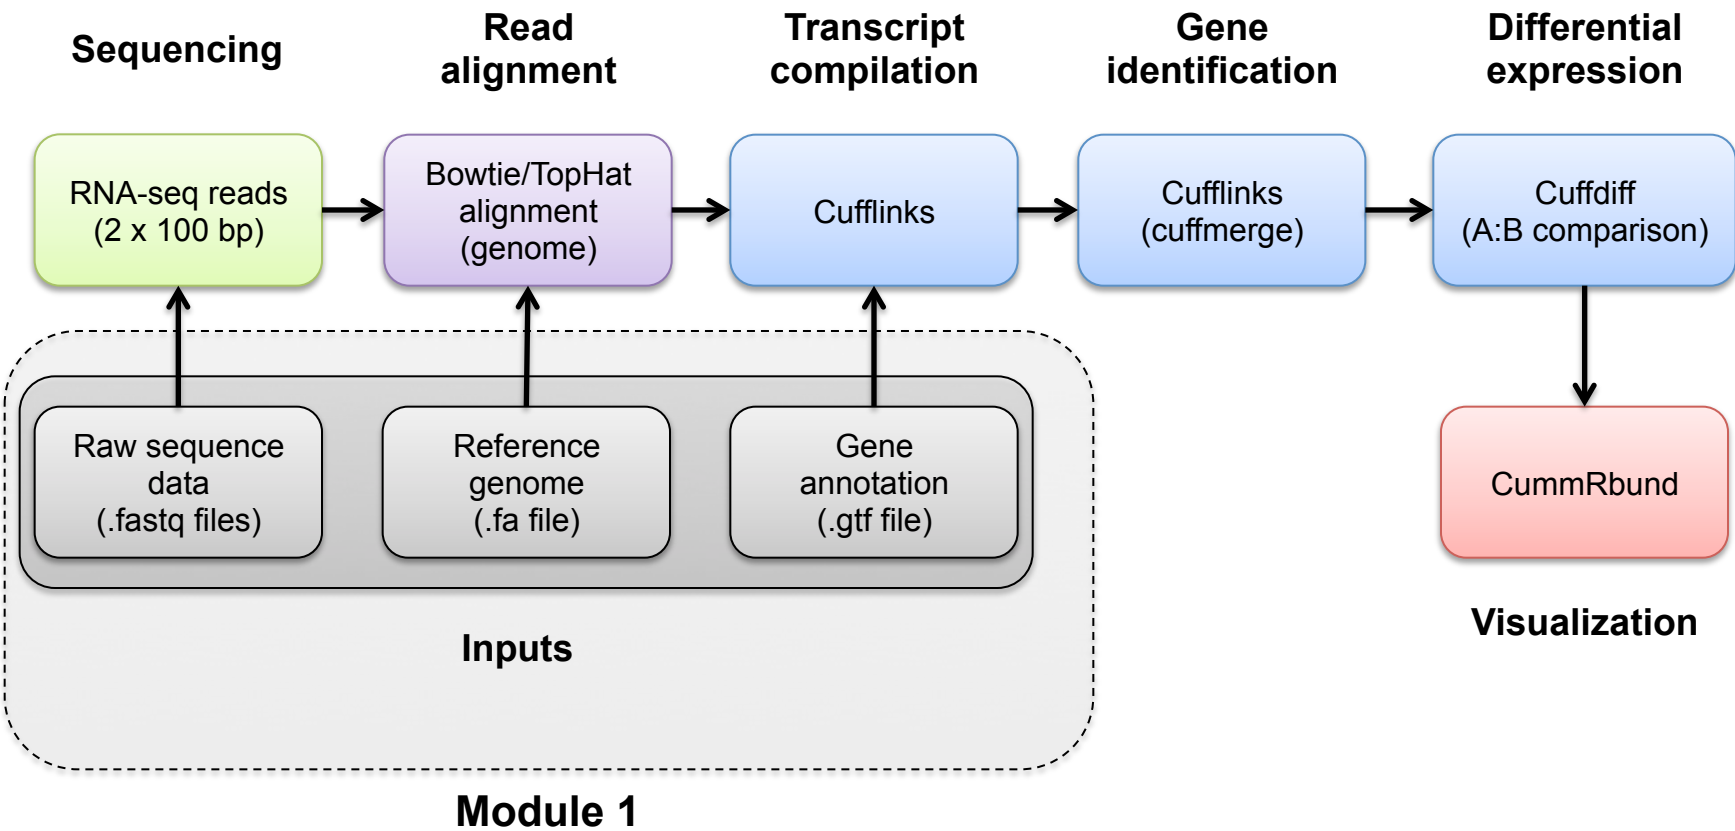 Sequencing
Read
alignment
Transcript
compilation
Gene
identification
Differential
expression
RNA-seq reads
(2 x 100 bp)
Bowtie/TopHat
alignment
(genome)
Cufflinks
Cufflinks
(cuffmerge)
Cuffdiff
(A:B comparison)
Raw sequence
data
(.fastq files)
Reference
genome
(.fa file)
Gene
annotation
(.gtf file)
CummRbund
Inputs
Visualization
Module 1